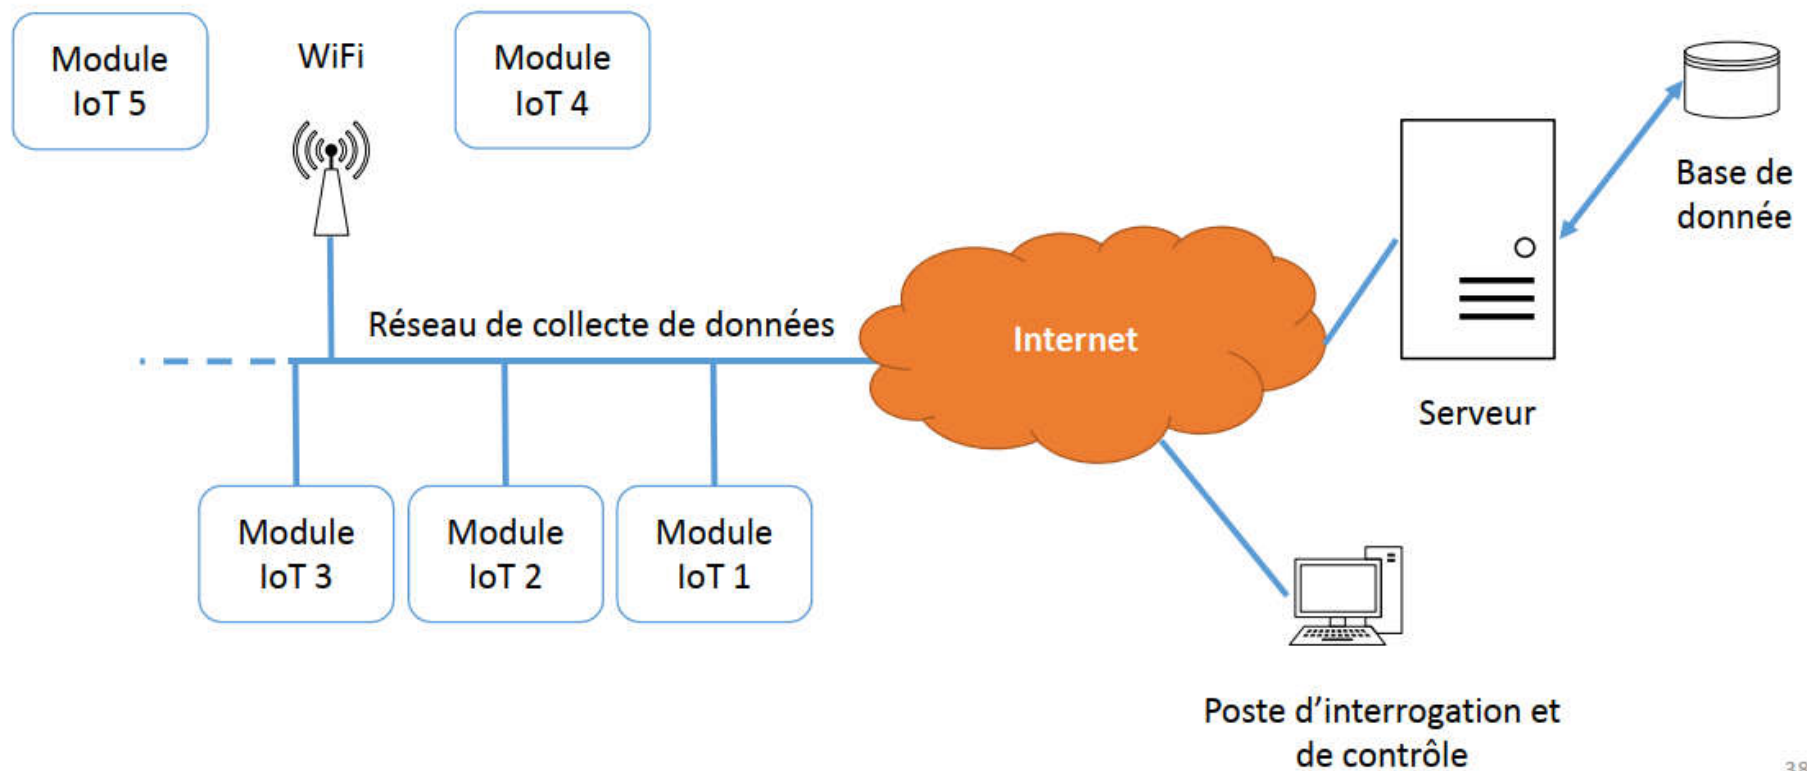 Module
IoT 5
WiFi
Module
IoT 4
Base de
donnée
Réseau de collecte de données
Internet
Serveur
Module
IoT 3
Module
IoT 2
Module
IoT 1
Poste d’interrogation et
de contrôle
38